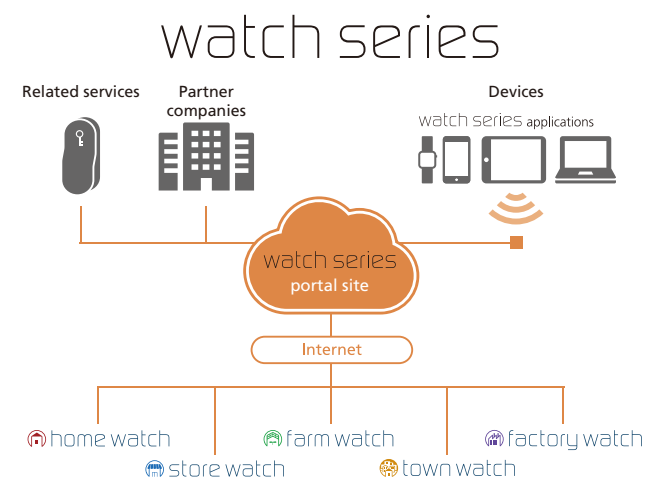 watch series
Related services
Partner
companies
Devices
watch series applications
watch series
portal site
Internet
home watch
farm watch
factory watch
store watch
town watch